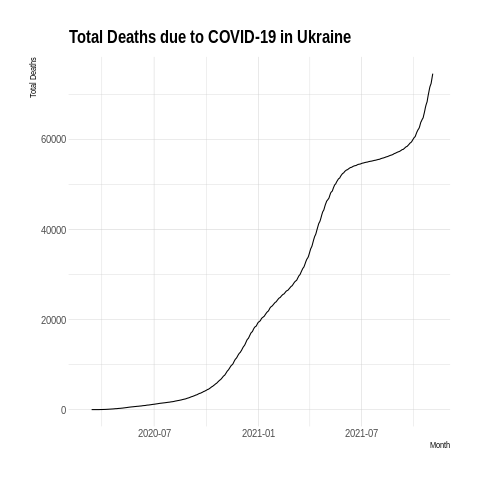 Total Deaths due to COVID-19 in Ukraine
Total Deaths
60000
40000
20000
0
2020-07 2021-01 2021-07
Month